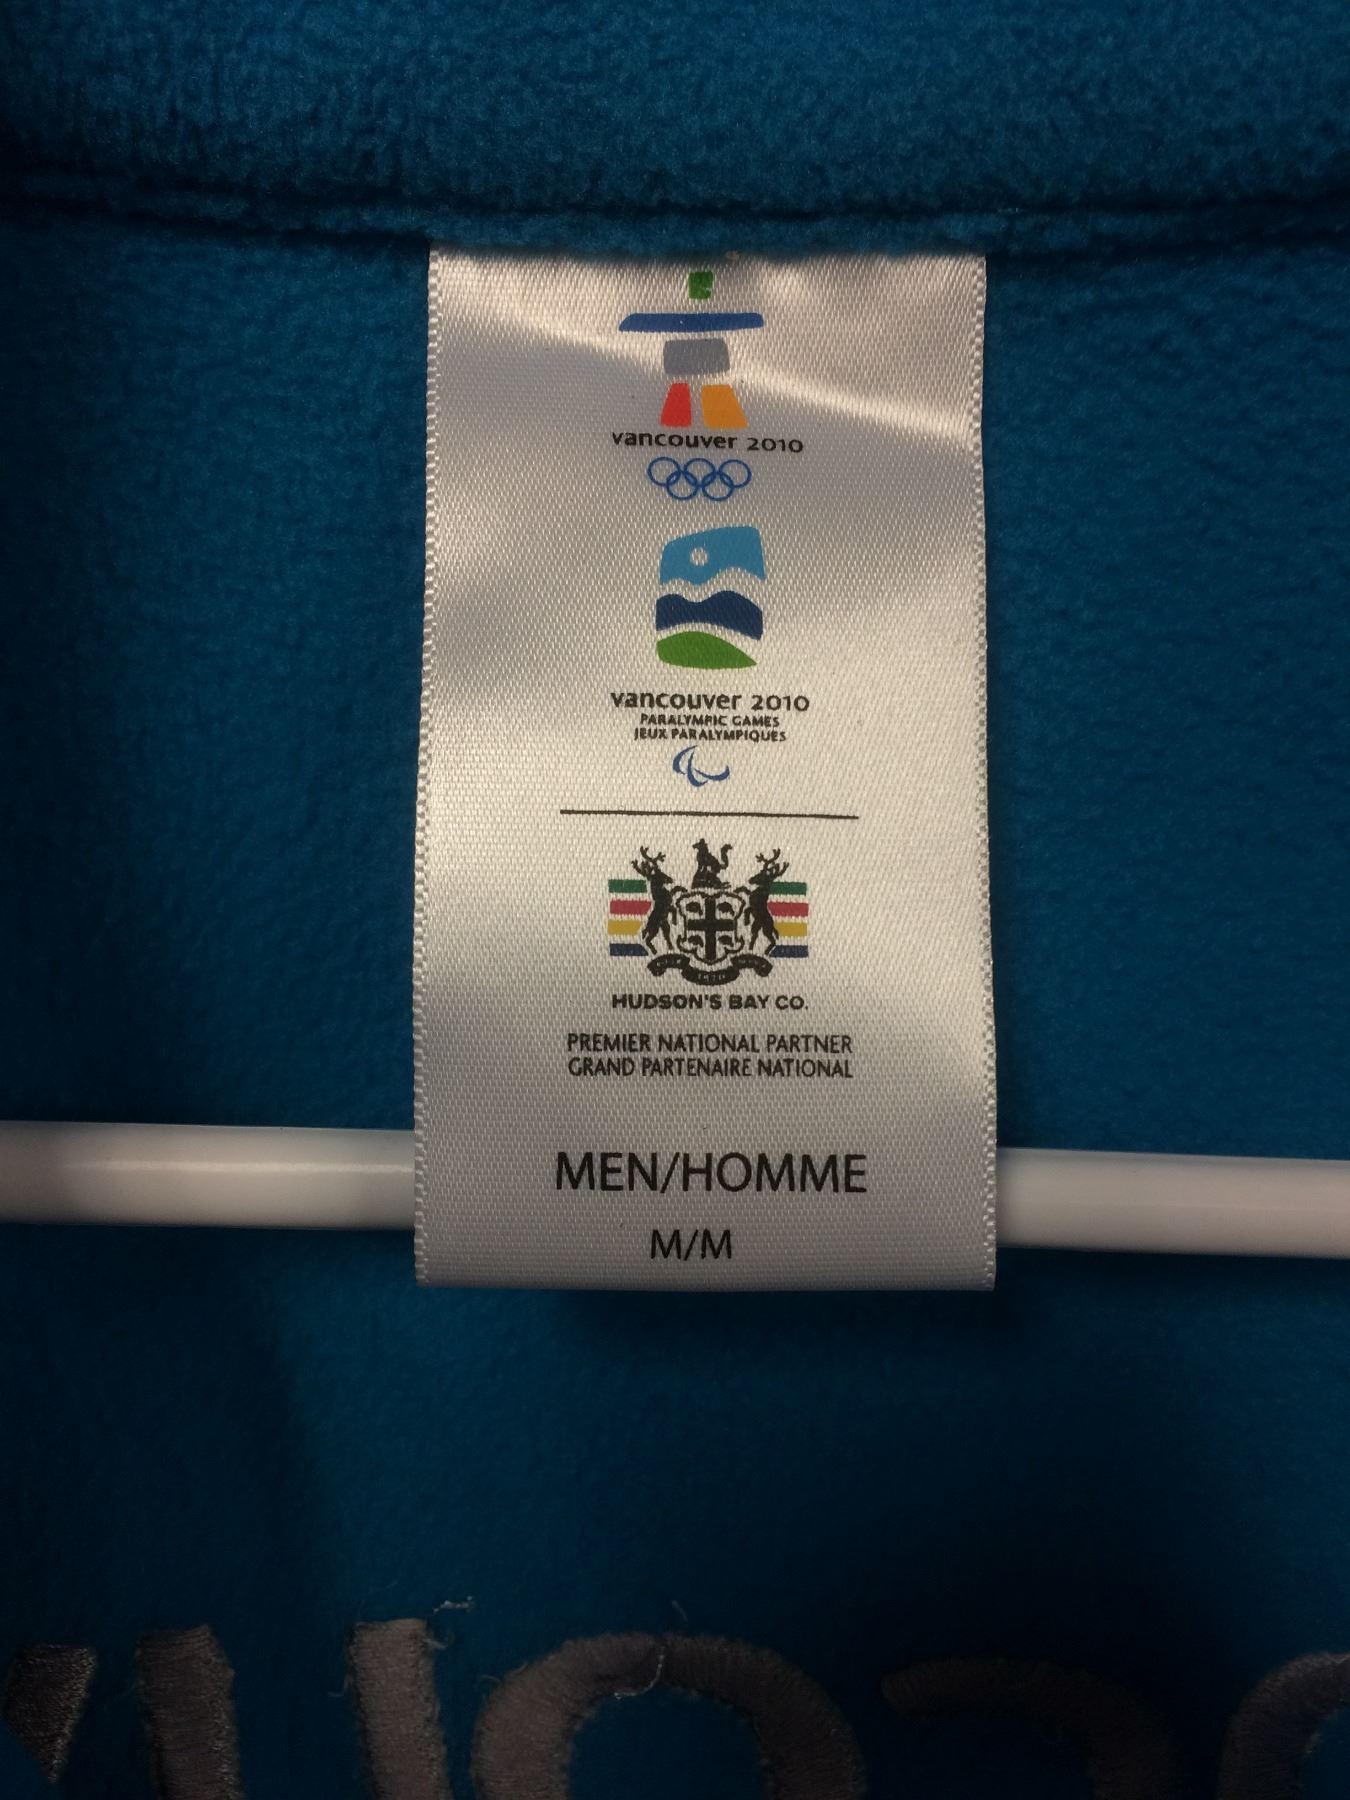 vancouver 2010
vancouver 2010
PARALYMPIC GAMES
JEUX PARALYMPIQUES
HUDSON'S BAY CO.
PREMIER NATIONAL PARTNER
GRAND PARTENAIRE NATIONAL
MEN/HOMME
M/M